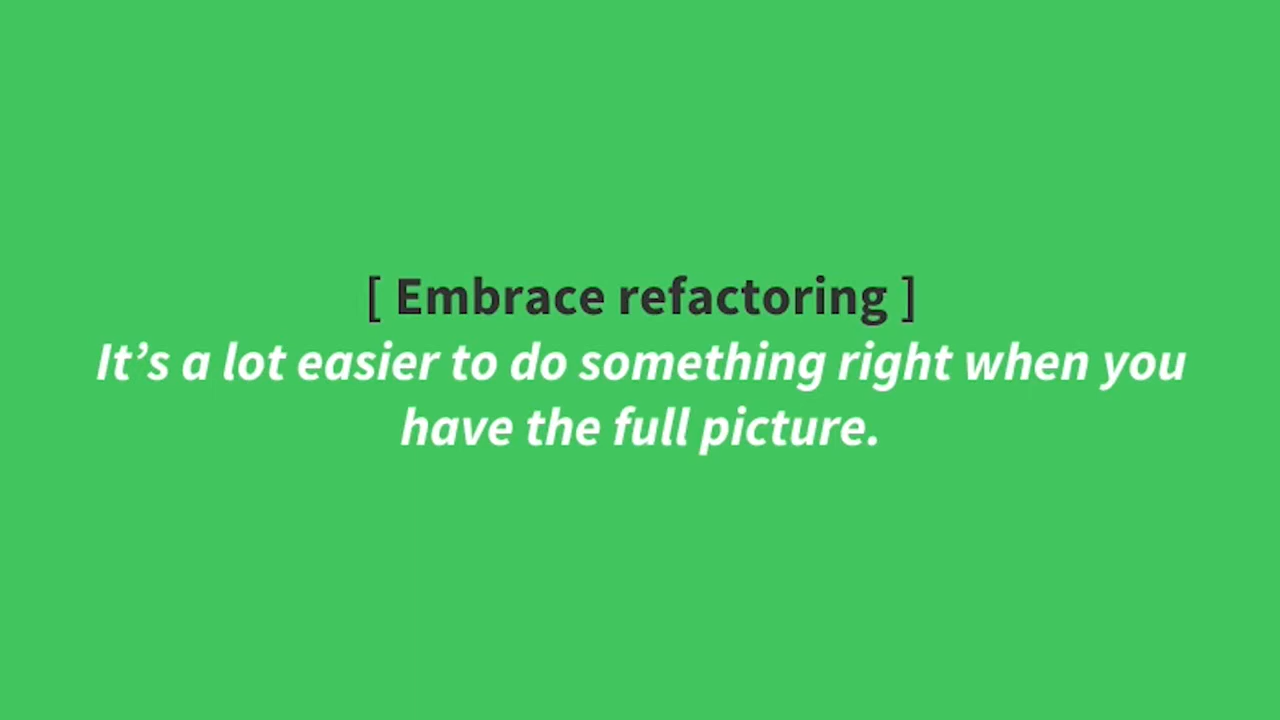 [ Embrace refactoring ]
It’s a lot easier to do something right when you
have the full picture.